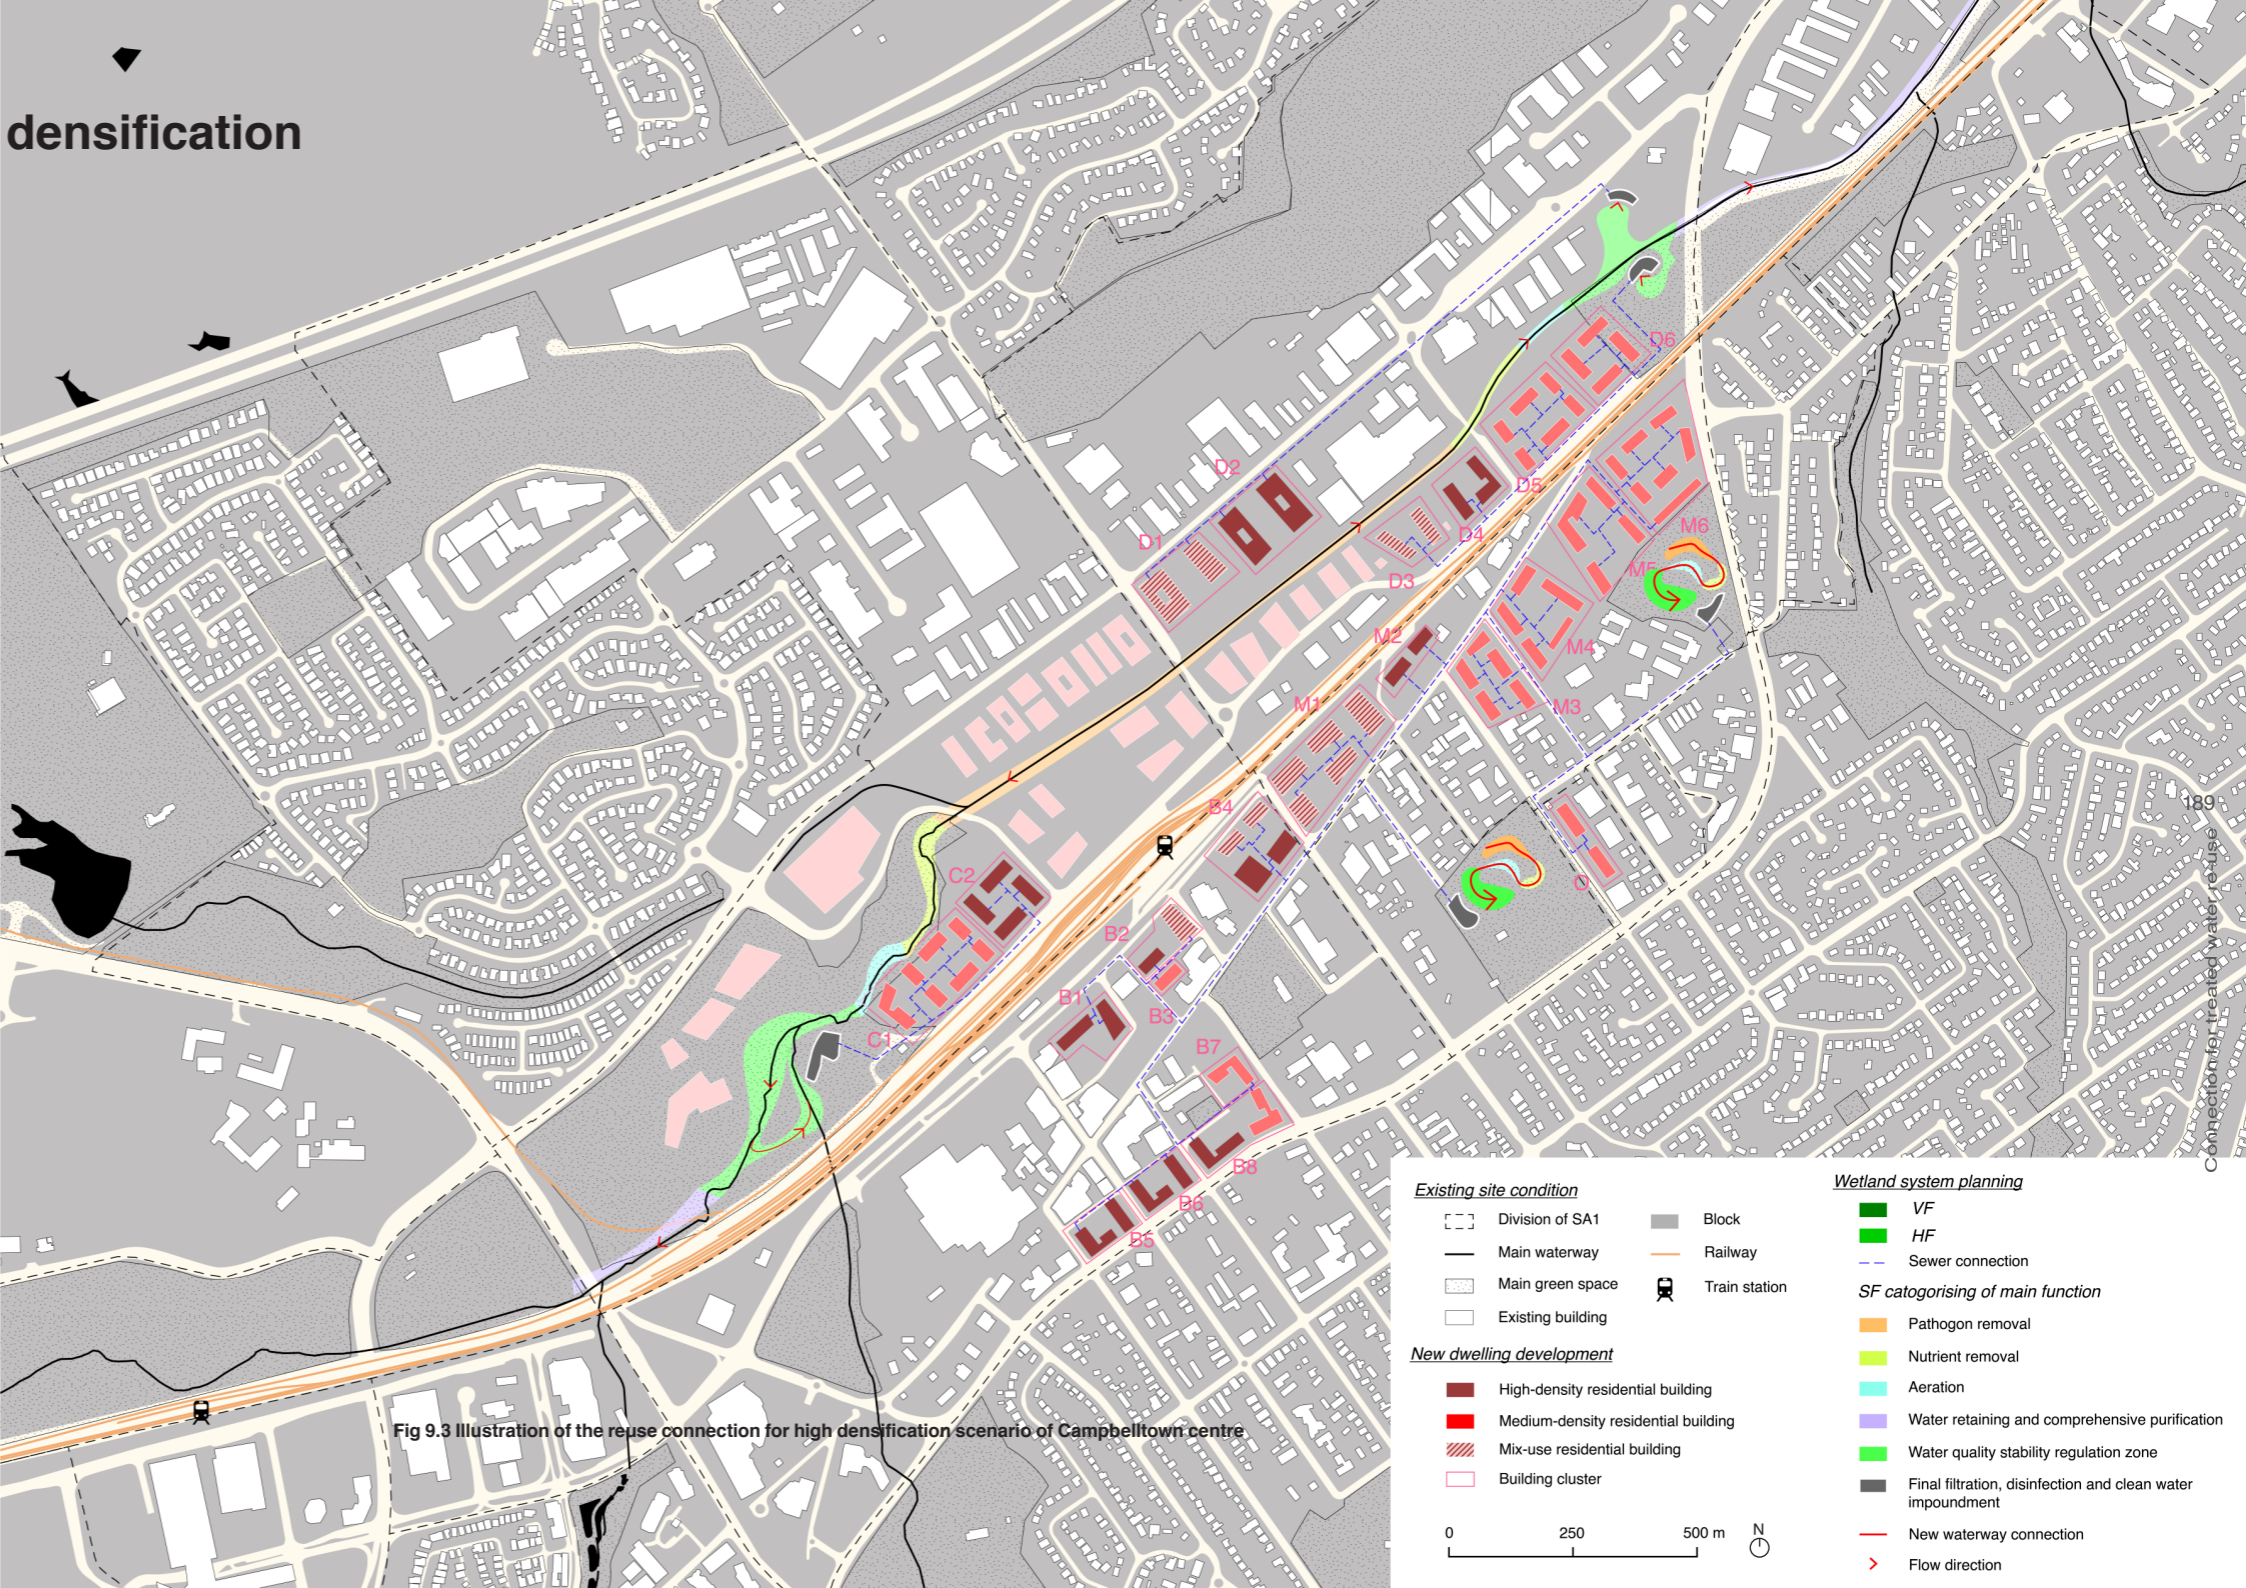 densification
D6
D2
D5
D1
D4
M6
D3
M5
M2
M4
M1
M3
B4
189
C2
O
B2
B1
B3
C1
B7
B8
B6
B5
Connection for treated water re-use
Fig 9.3 Illustration of the reuse connection for high densification scenario of Campbelltown centre
Existing site condition
Division of SA1
Block
Main waterway
Railway
Main green space
Train station
Existing building
New dwelling development
High-density residential building
Medium-density residential building
Mix-use residential building
Building cluster
0 250 500 m N
Wetland system planning
VF
HF
Sewer connection
SF catogorising of main function
Pathogon removal
Nutrient removal
Aeration
Water retaining and comprehensive purification
Water quality stability regulation zone
Final filtration, disinfection and clean water
impoundment
New waterway connection
Flow direction